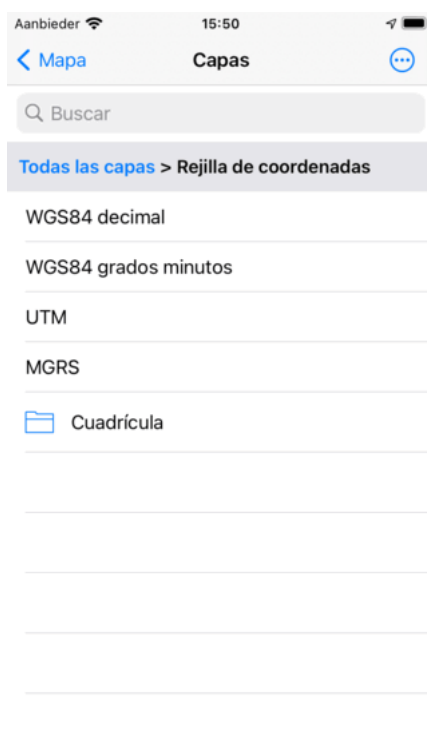 Aanbieder 15:50
Mapa Capas
Buscar
Todas las capas > Rejilla de coordenadas
WGS84 decimal
WGS84 grados minutos
UTM
MGRS
Cuadrícula